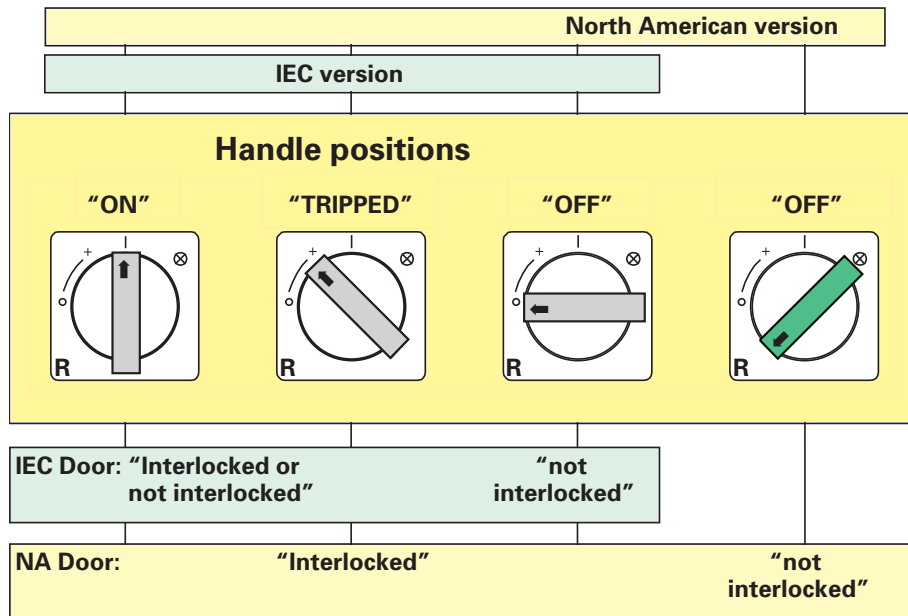 North American version
IEC version
Handle positions
“ON” “TRIPPED” “OFF” “OFF”
+ I + I + I + I
O O O O
R R R R
IEC Door: “Interlocked or “not
not interlocked” interlocked”
NA Door: “Interlocked” “not
interlocked”